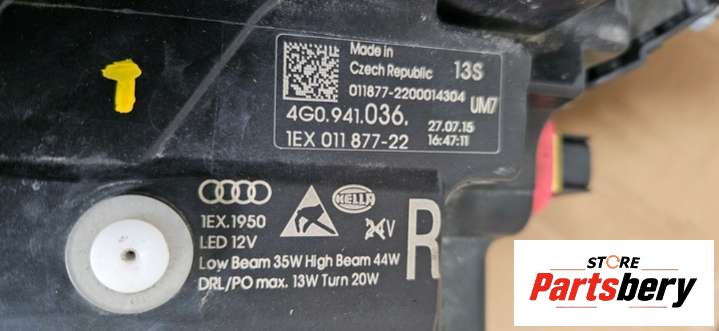 Made in
Czech Republic 13S
011877-2200014304
4G0.941.036. UM7
27.07.15
1EX 011 877-22 16:47:11
1EX.1950
HELLA
LED 12V
24V
R
Low Beam 35W High Beam 44W
DRL/PO max. 13W Turn 20W
STORE
Partsbery